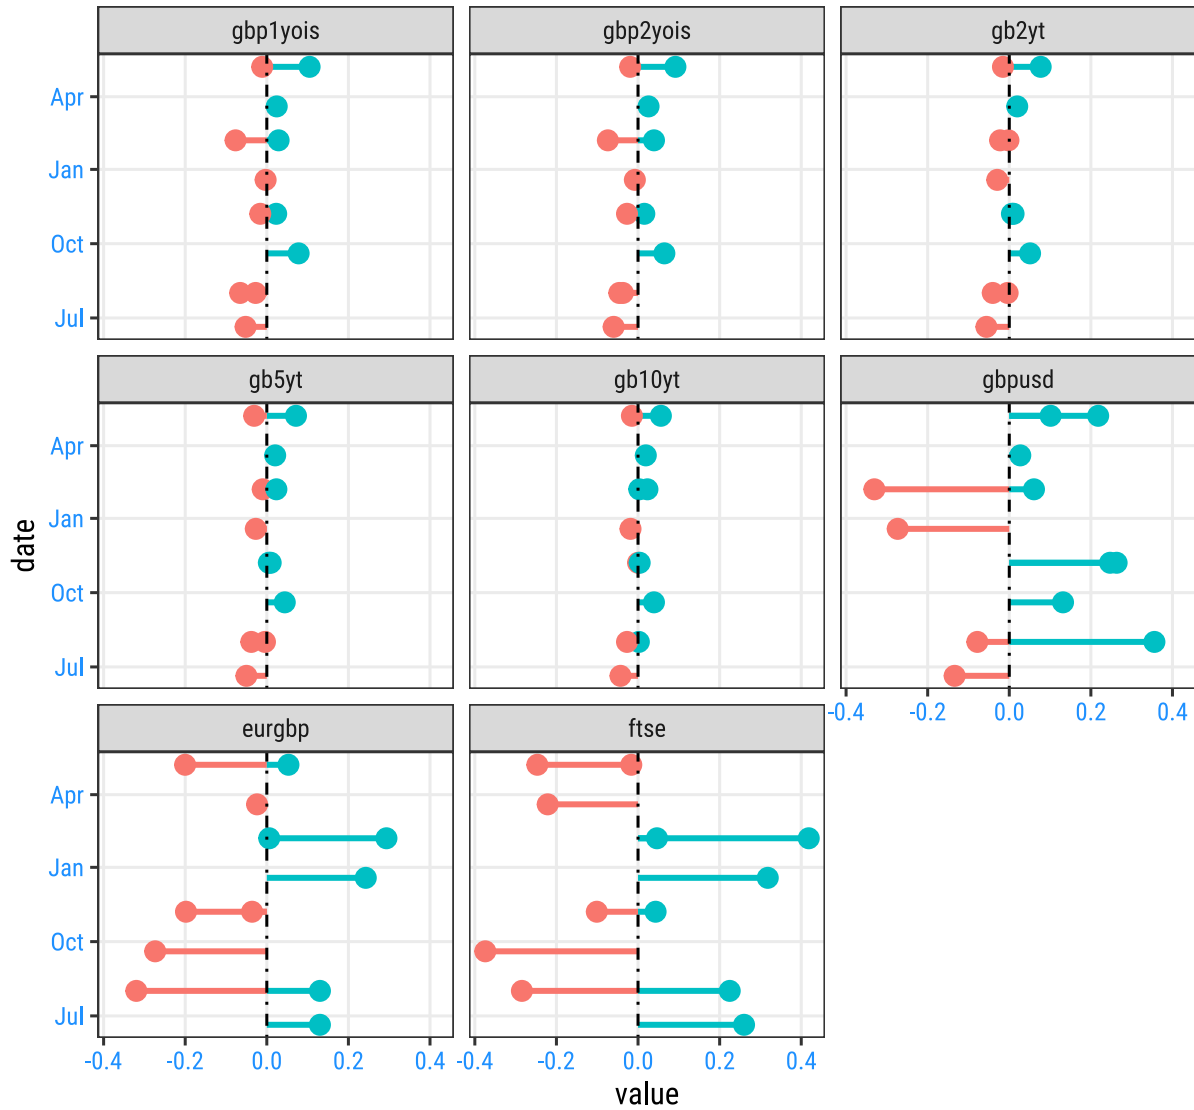 gbp1yois gbp2yois gb2yt
Apr
Jan
Oct
Jul
gb5yt gb10yt gbpusd
Apr
Jan
Oct
Jul
-0.4 -0.2 0.0 0.2 0.4
eurgbp ftse
Apr
Jan
Oct
Jul
-0.4 -0.2 0.0 0.2 0.4 -0.4 -0.2 0.0 0.2 0.4
date
value